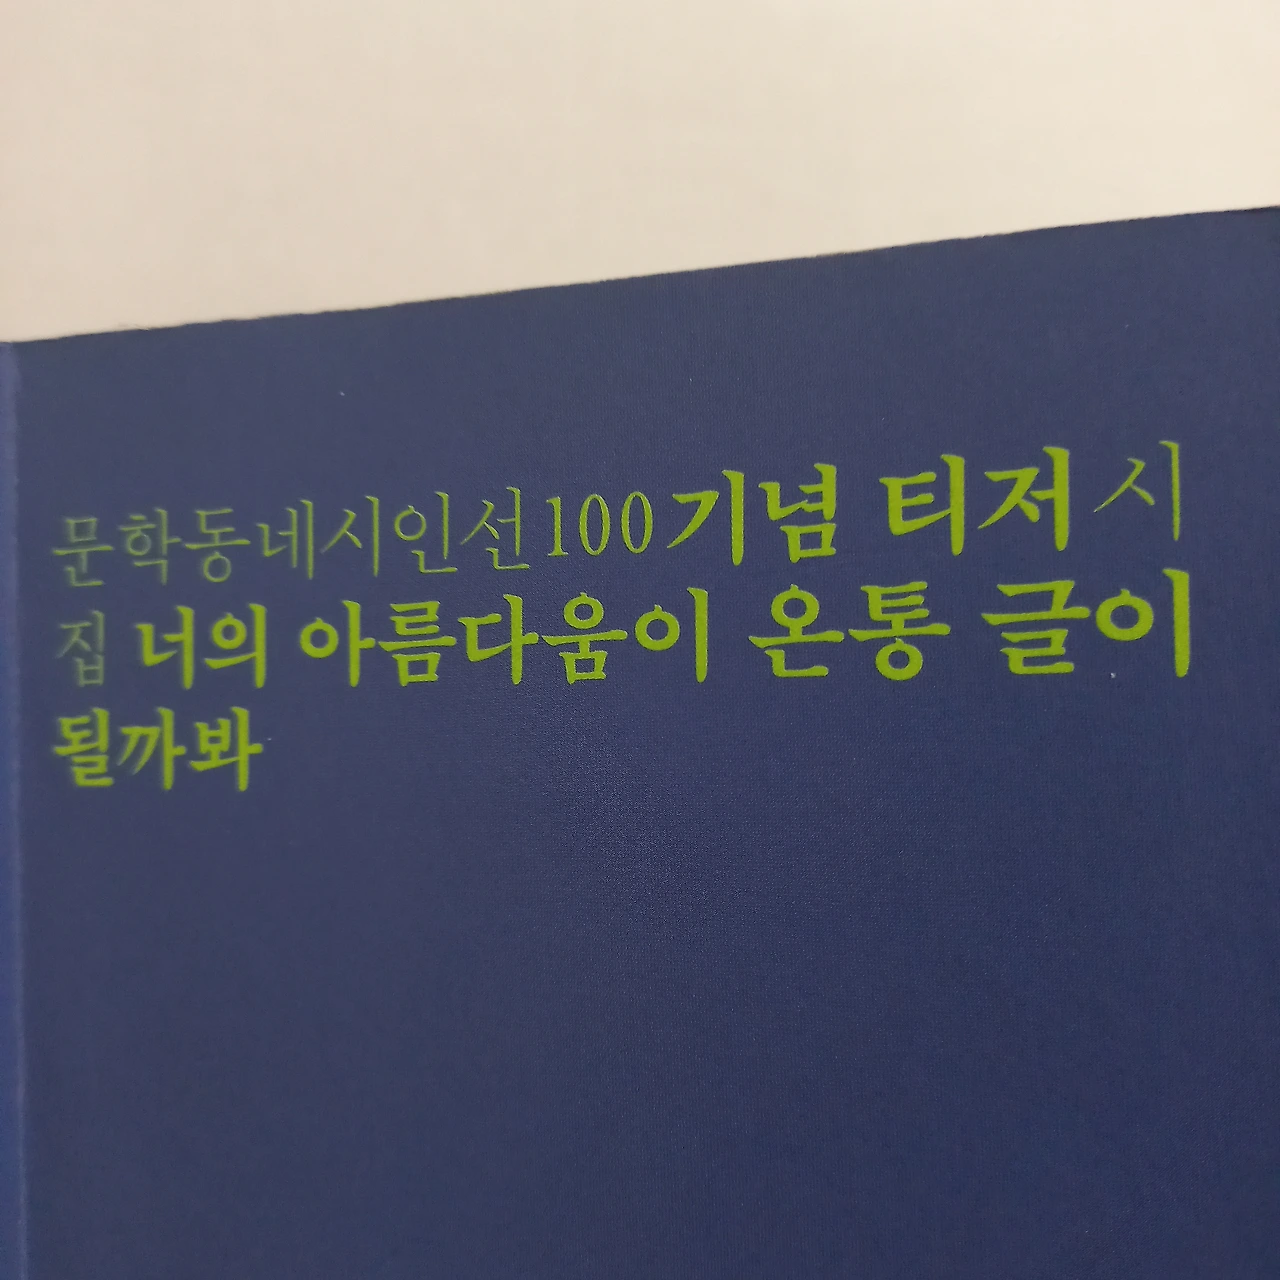 문학동네시인선100 기념 티저 시
집 너의 아름다움이 온통 글이
될까봐